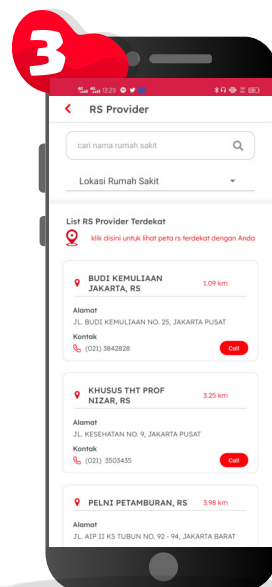 3
13:29
RS Provider
cari nama rumah sakit
Lokasi Rumah Sakit
List RS Provider Terdekat
klik disini untuk lihat peta rs terdekat dengan Anda
BUDI KEMULIAAN
JAKARTA, RS
1.09 km
Alamat
JL. BUDI KEMULIAAN NO. 25, JAKARTA PUSAT
Kontak
(021) 3842828
Call
KHUSUS THT PROF
NIZAR, RS
3.25 km
Alamat
JL. KESEHATAN NO. 9, JAKARTA PUSAT
Kontak
(021) 3503435
Call
PELNI PETAMBURAN, RS
3.98 km
Alamat
JL. AIP II KS TUBUN NO. 92 - 94, JAKARTA BARAT